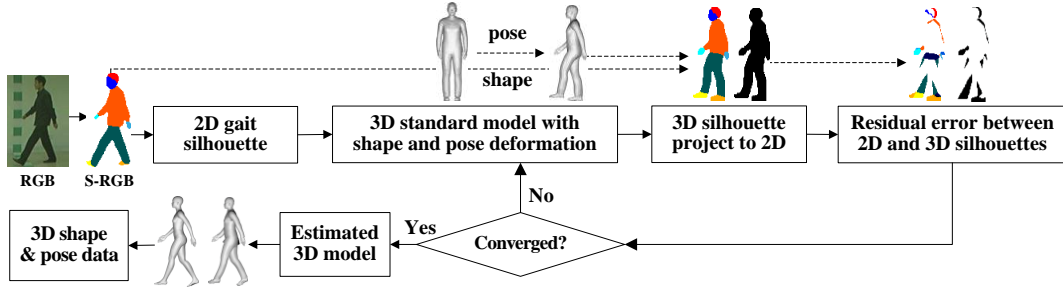 pose
shape
RGB
S-RGB
2D gait
silhouette
3D standard model with
shape and pose deformation
3D silhouette
project to 2D
Residual error between
2D and 3D silhouettes
No
Converged?
Yes
Estimated
3D model
3D shape
& pose data